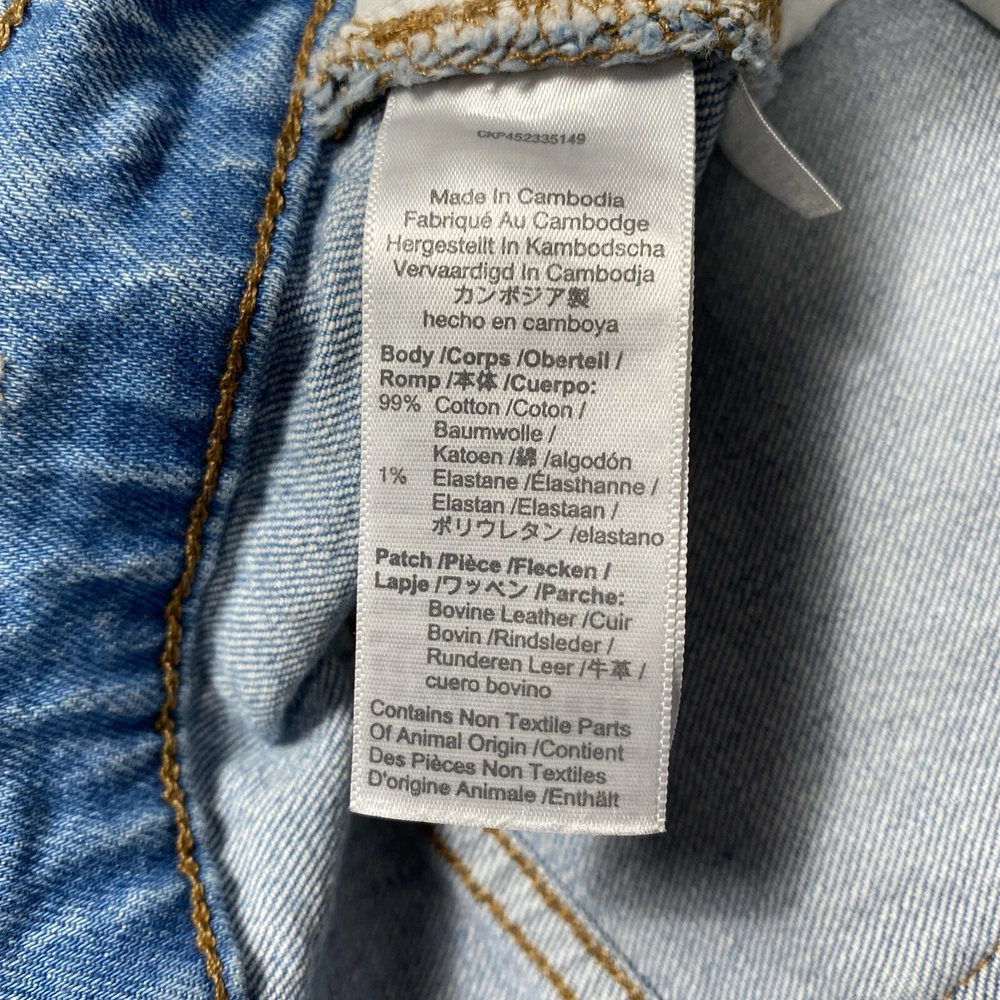 CKP452335149
Made In Cambodia
Fabriqué Au Cambodge
Hergestellt In Kambodscha
Vervaardigd In Cambodja
カンボジア製
hecho en camboya
Body /Corps /Oberteil /
Romp /本体 /Cuerpo:
99% Cotton /Coton /
Baumwolle /
Katoen /綿 /algodón
1% Elastane /Élasthanne /
Elastan /Elastaan /
ポリウレタン /elastano
Patch /Pièce /Flecken /
Lapje /ワッペン /Parche:
Bovine Leather /Cuir
Bovin /Rindsleder /
Runderen Leer /牛革 /
cuero bovino
Contains Non Textile Parts
Of Animal Origin /Contient
Des Pièces Non Textiles
D'origine Animale /Enthält